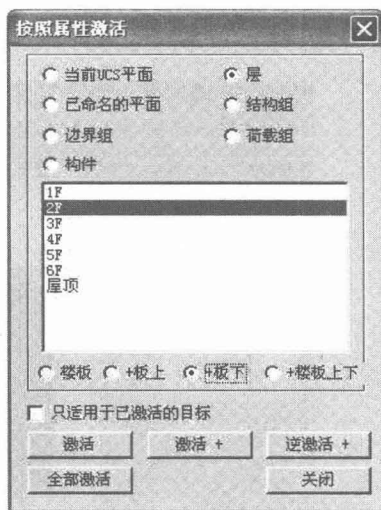 按照属性激活
当前UCS平面 层
已命名的平面 结构组
边界组 荷载组
构件
1F
2F
3F
4F
5F
6F
屋顶
楼板 +板上 +板下 +楼板上下
只适用于已激活的目标
激活 激活 + 逆激活 +
全部激活 关闭